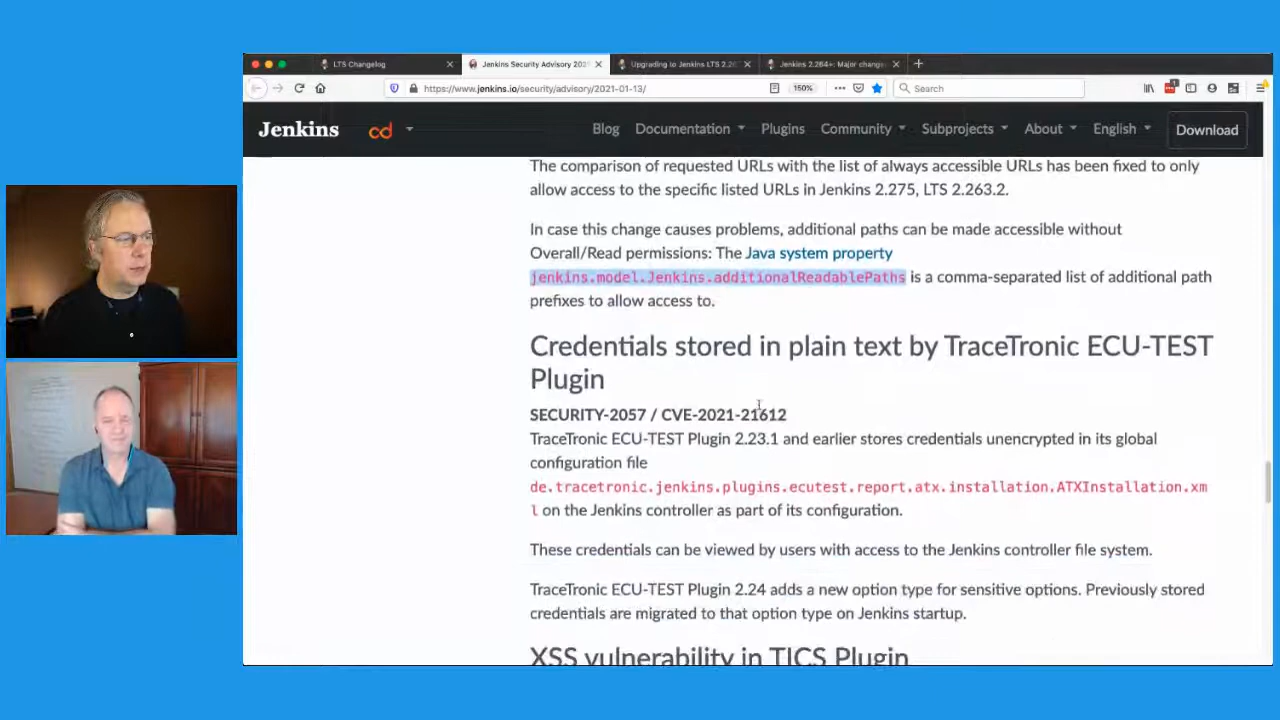 LTS Changelog
Jenkins Security Advisory 202
Upgrading to Jenkins LTS 2.26
Jenkins 2.264+: Major change
https://www.jenkins.io/security/advisory/2021-01-13/
150%
Search
Jenkins
cd
Blog
Documentation
Plugins
Community
Subprojects
About
English
Download
The comparison of requested URLs with the list of always accessible URLs has been fixed to only
allow access to the specific listed URLs in Jenkins 2.275, LTS 2.263.2.
In case this change causes problems, additional paths can be made accessible without
Overall/Read permissions: The Java system property
jenkins.model.Jenkins.additionalReadablePaths is a comma-separated list of additional path
prefixes to allow access to.
Credentials stored in plain text by TraceTronic ECU-TEST
Plugin
SECURITY-2057 / CVE-2021-21612
TraceTronic ECU-TEST Plugin 2.23.1 and earlier stores credentials unencrypted in its global
configuration file
de.tracetronic.jenkins.plugins.ecutest.report.atx.installation.ATXInstallation.xm
l on the Jenkins controller as part of its configuration.
These credentials can be viewed by users with access to the Jenkins controller file system.
TraceTronic ECU-TEST Plugin 2.24 adds a new option type for sensitive options. Previously stored
credentials are migrated to that option type on Jenkins startup.
XSS vulnerability in TICS Plugin